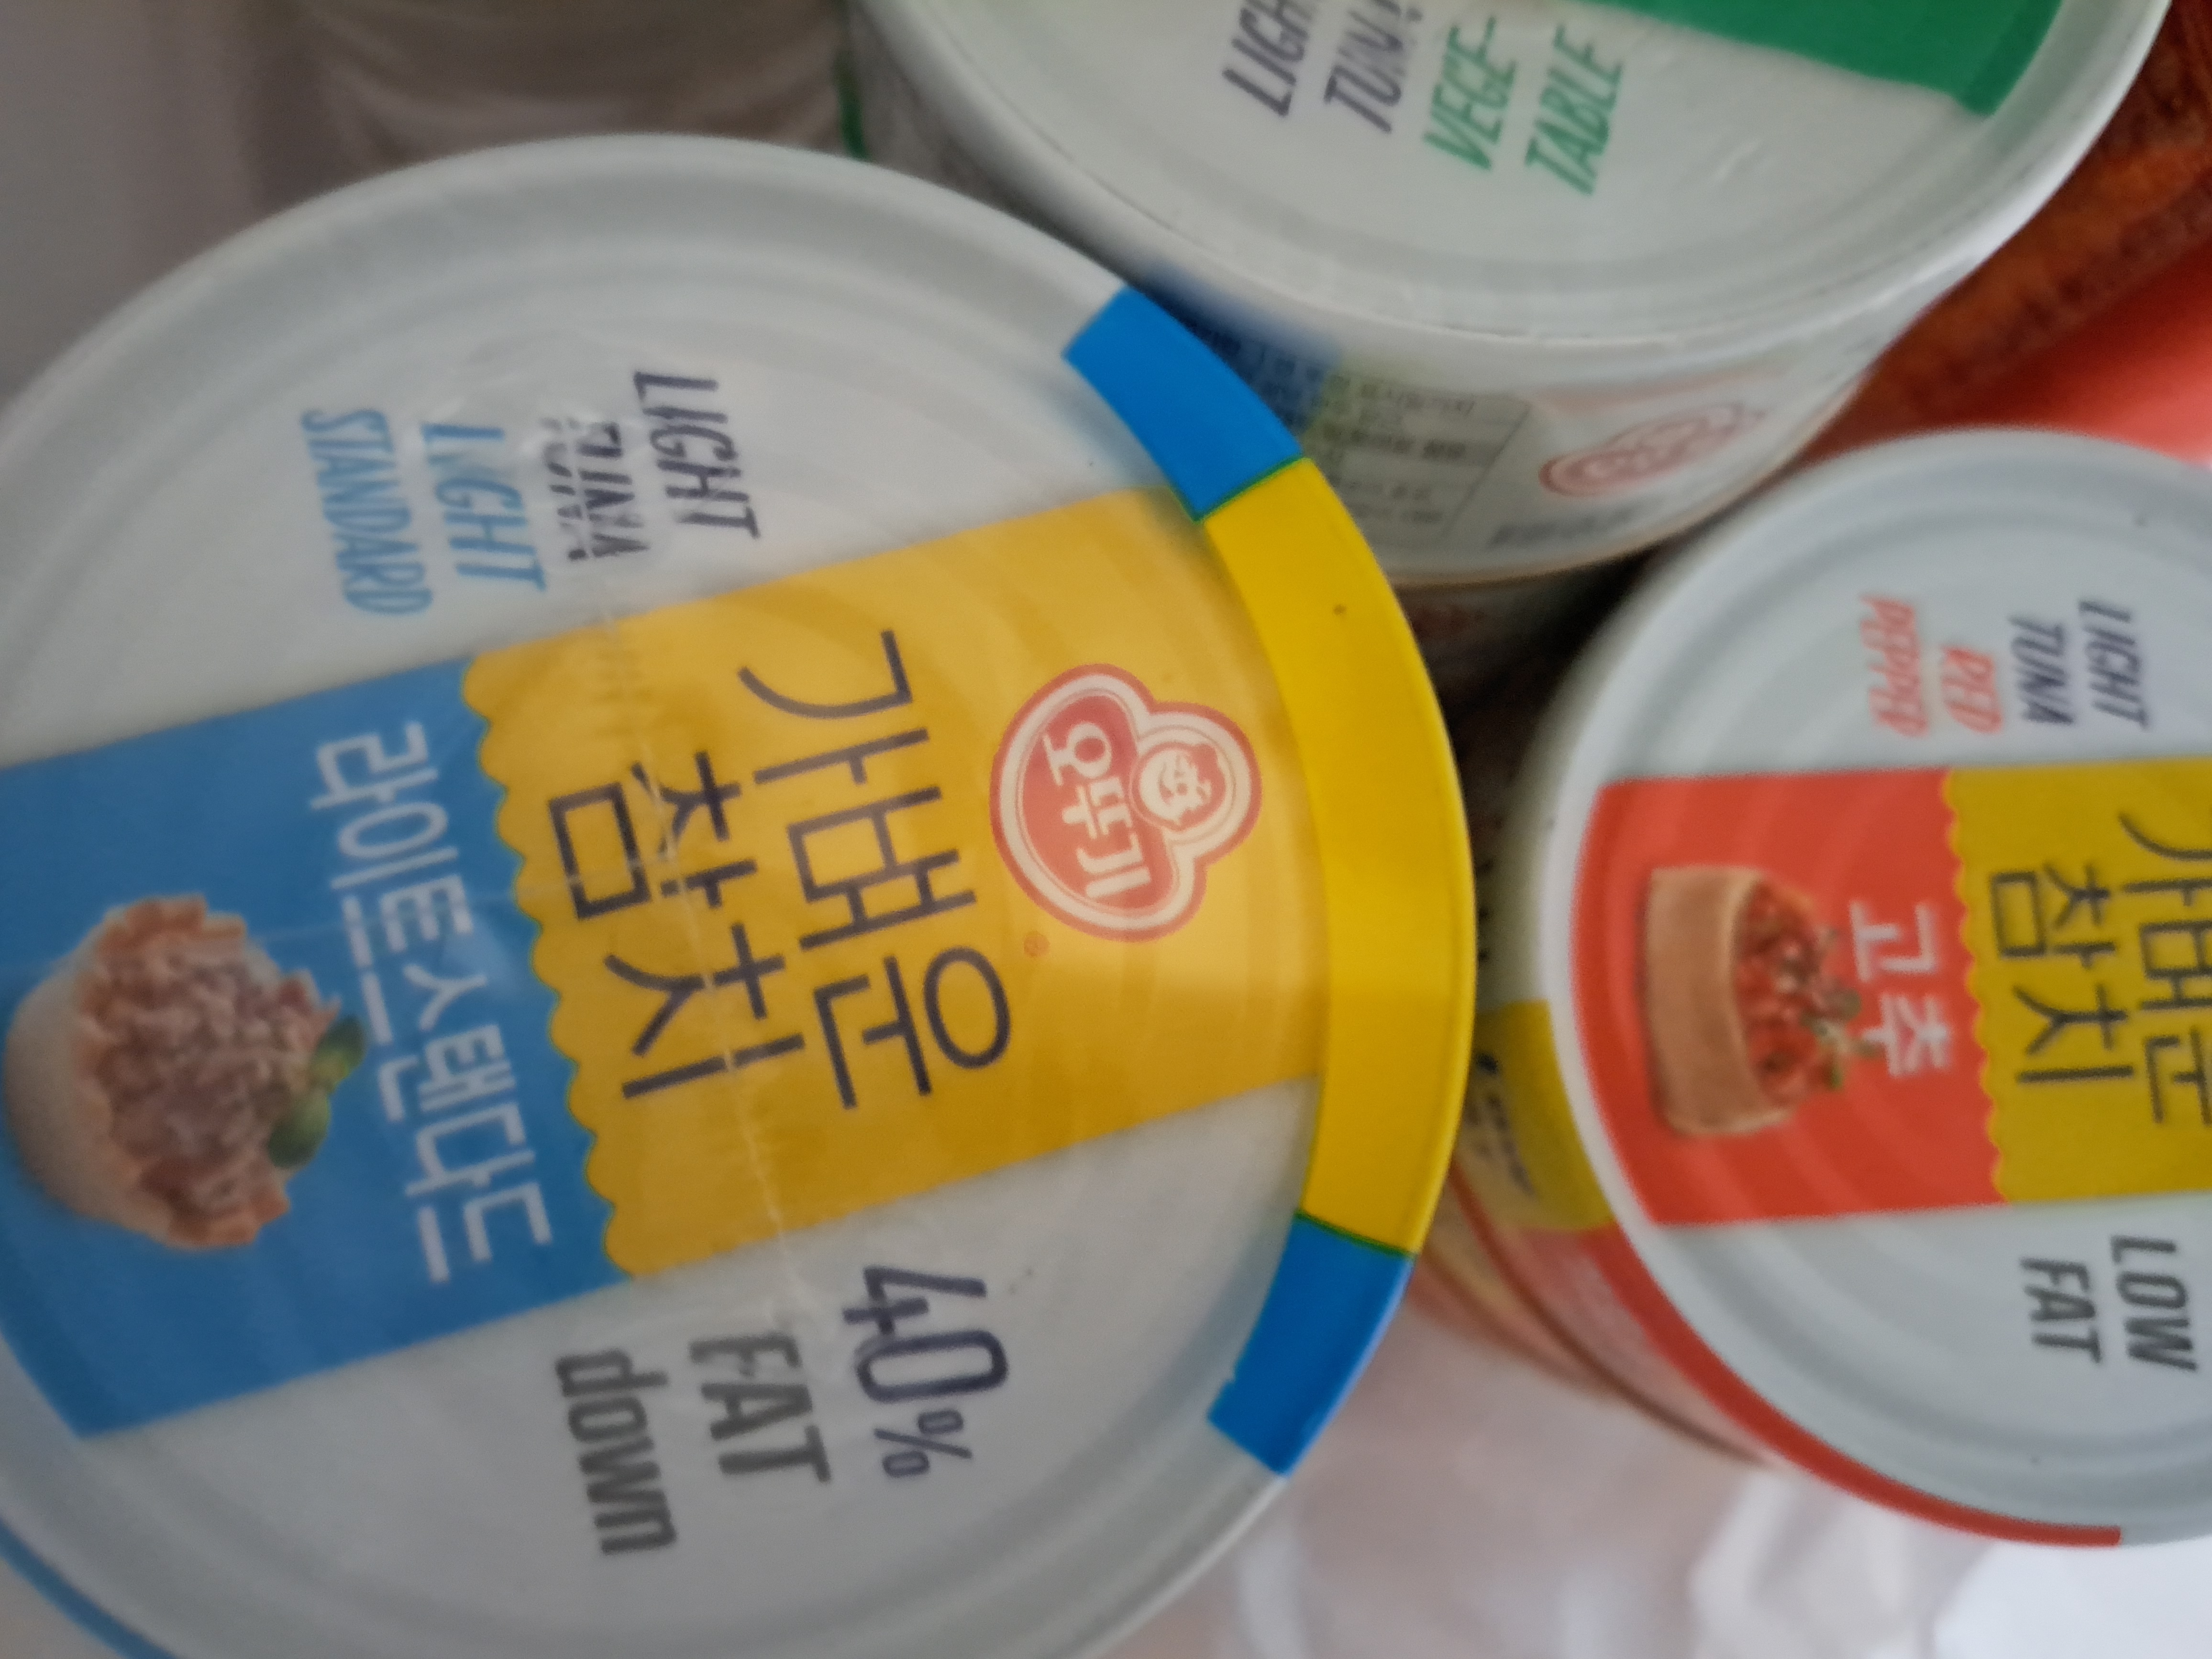 오뚜기
가벼운
참치
라이트스탠다드
LIGHT
TUNA
LIGHT
STANDARD
40%
FAT
down
LIGHT
TUNA
VEGE-
TABLE
가벼운
참치
고추
LIGHT
TUNA
RED
PEPPER
LOW
FAT